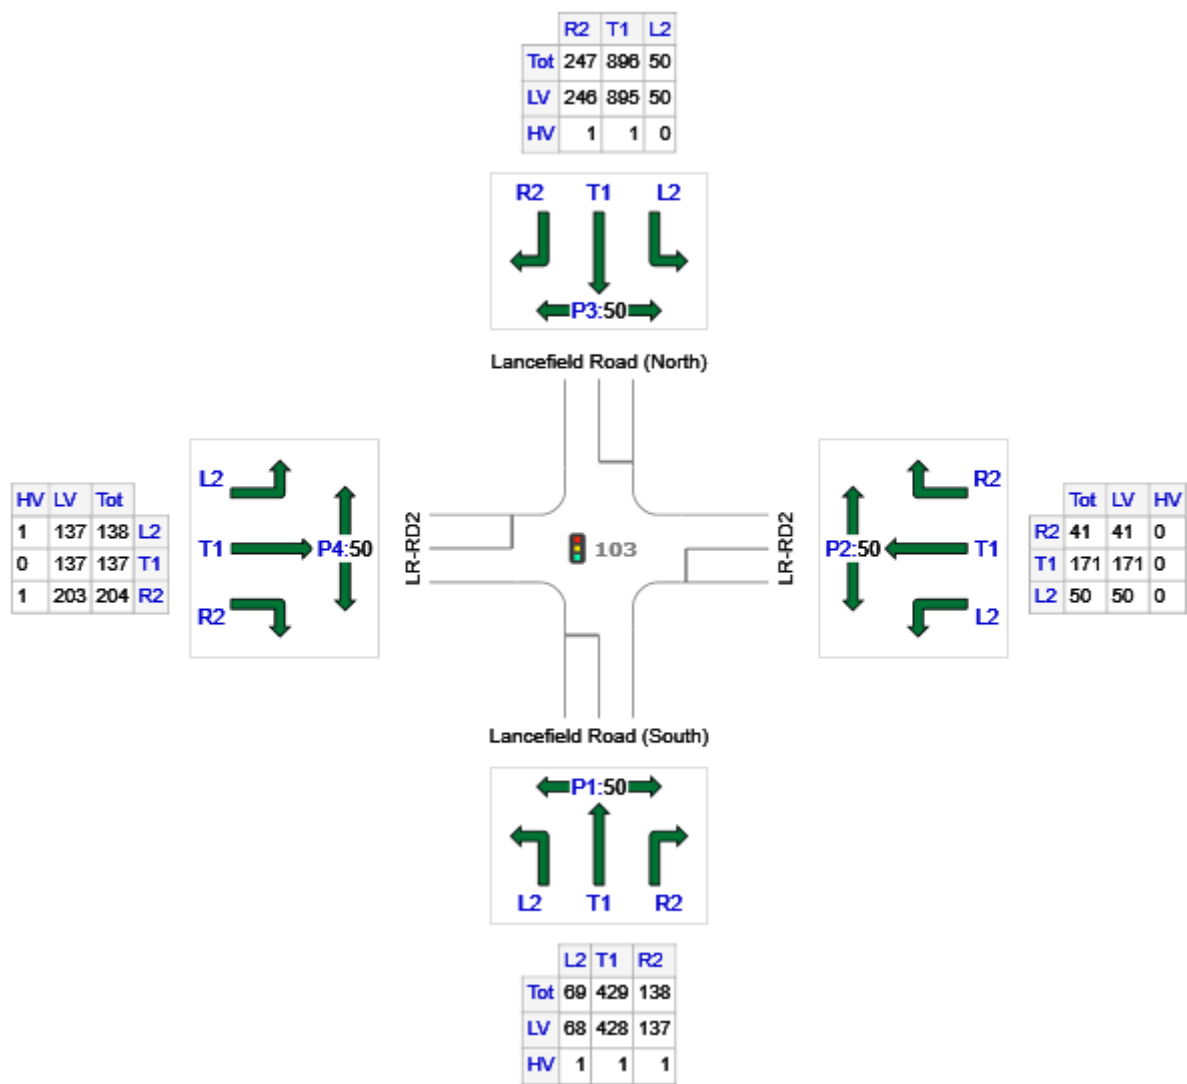 R2 T1 L2
Tot 247 896 50
LV 246 895 50
HV 1 1 0
R2 T1 L2
P3:50
Lancefield Road (North)
HV LV Tot
1 137 138 L2
0 137 137 T1
1 203 204 R2
L2
T1
R2
P4:50
LR-RD2
103
LR-RD2
P2:50
R2
T1
L2
Tot LV HV
R2 41 41 0
T1 171 171 0
L2 50 50 0
Lancefield Road (South)
P1:50
L2 T1 R2
L2 T1 R2
Tot 69 429 138
LV 68 428 137
HV 1 1 1